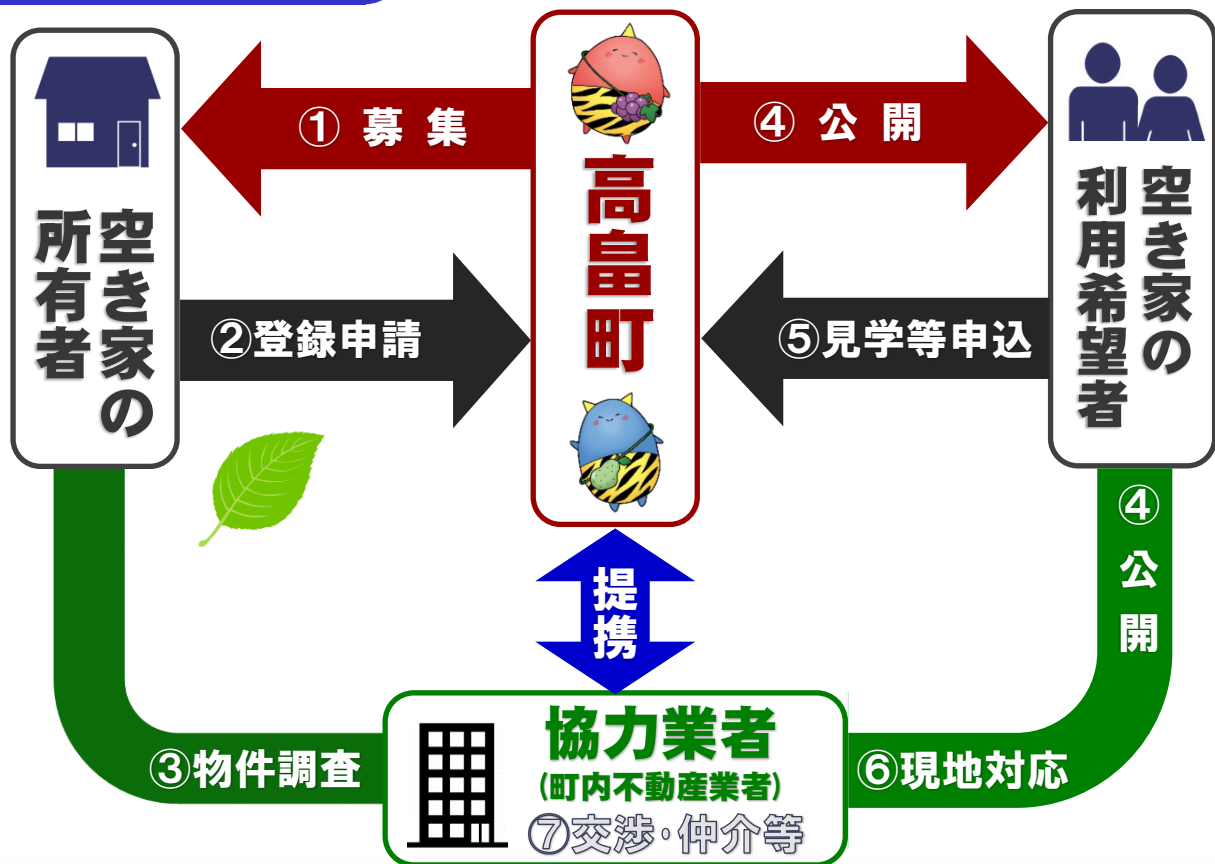 空き家の
所有者
① 募 集
②登録申請
高畠町
④ 公 開
⑤見学等申込
空き家の
利用希望者
提携
③物件調査
協力業者
(町内不動産業者)
⑦交渉・仲介等
⑥現地対応
④公開